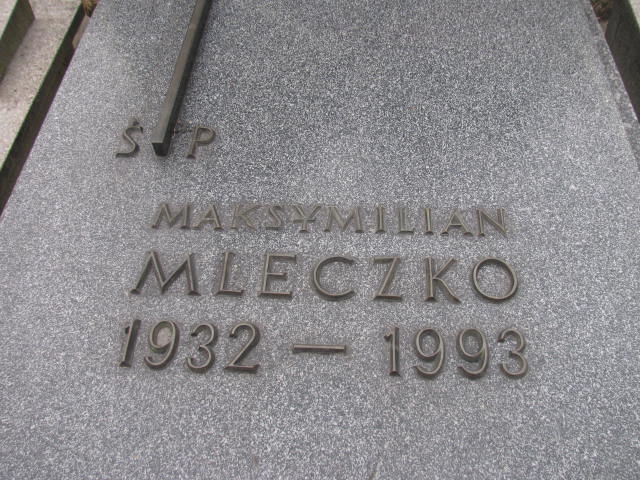 Ś P
MAKSYMILIAN
MLECZKO
1932 — 1993